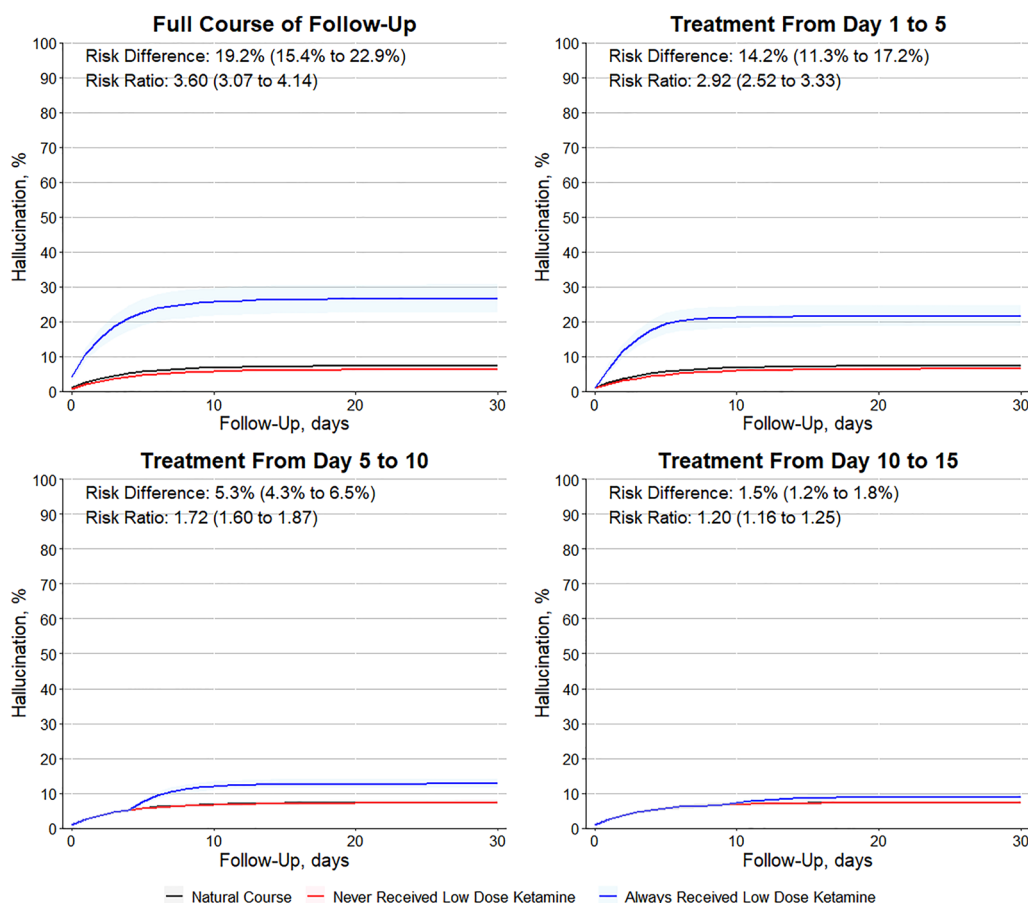 Full Course of Follow-Up
Risk Difference: 19.2% (15.4% to 22.9%)
Risk Ratio: 3.60 (3.07 to 4.14)
Hallucination, %
100
90
80
70
60
50
40
30
20
10
0
0 10 20 30
Follow-Up, days
Treatment From Day 1 to 5
Risk Difference: 14.2% (11.3% to 17.2%)
Risk Ratio: 2.92 (2.52 to 3.33)
Hallucination, %
100
90
80
70
60
50
40
30
20
10
0
0 10 20 30
Follow-Up, days
Treatment From Day 5 to 10
Risk Difference: 5.3% (4.3% to 6.5%)
Risk Ratio: 1.72 (1.60 to 1.87)
Hallucination, %
100
90
80
70
60
50
40
30
20
10
0
0 10 20 30
Follow-Up, days
Treatment From Day 10 to 15
Risk Difference: 1.5% (1.2% to 1.8%)
Risk Ratio: 1.20 (1.16 to 1.25)
Hallucination, %
100
90
80
70
60
50
40
30
20
10
0
0 10 20 30
Follow-Up, days
Natural Course Never Received Low Dose Ketamine Always Received Low Dose Ketamine